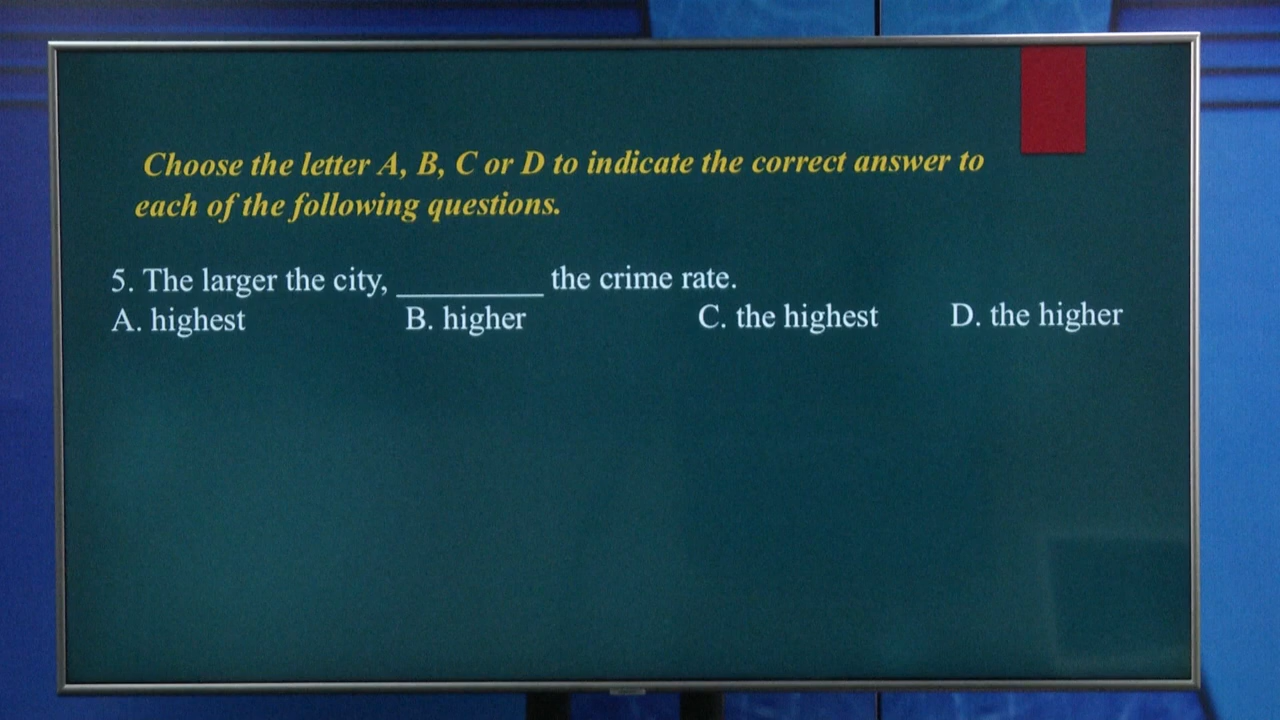 Choose the letter A, B, C or D to indicate the correct answer to
each of the following questions.
5. The larger the city, __________ the crime rate.
A. highest B. higher C. the highest D. the higher